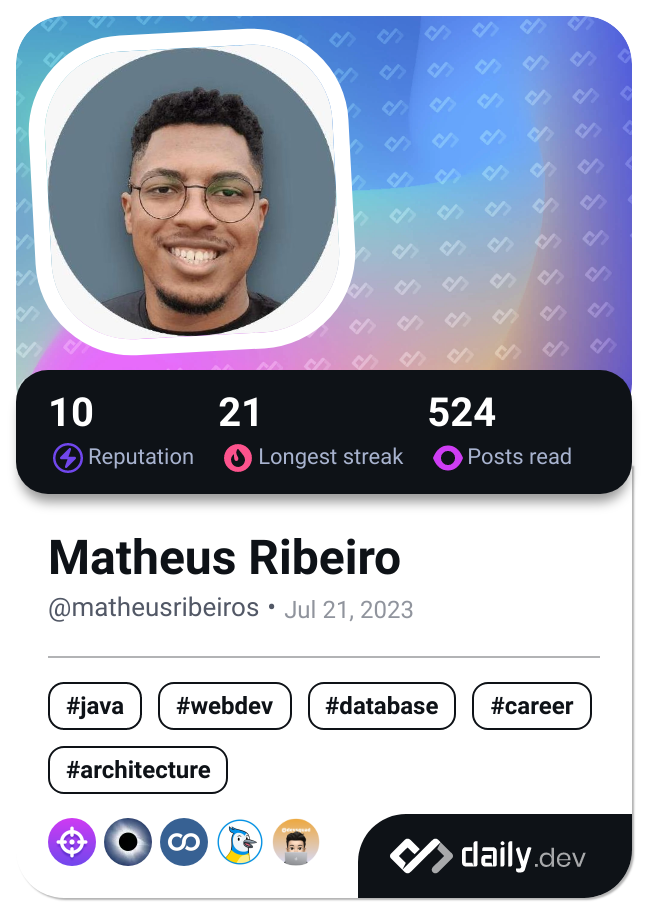 10 21 524
Reputation Longest streak Posts read
Matheus Ribeiro
@matheusribeiros • Jul 21, 2023
#java #webdev #database #career
#architecture
daily.dev